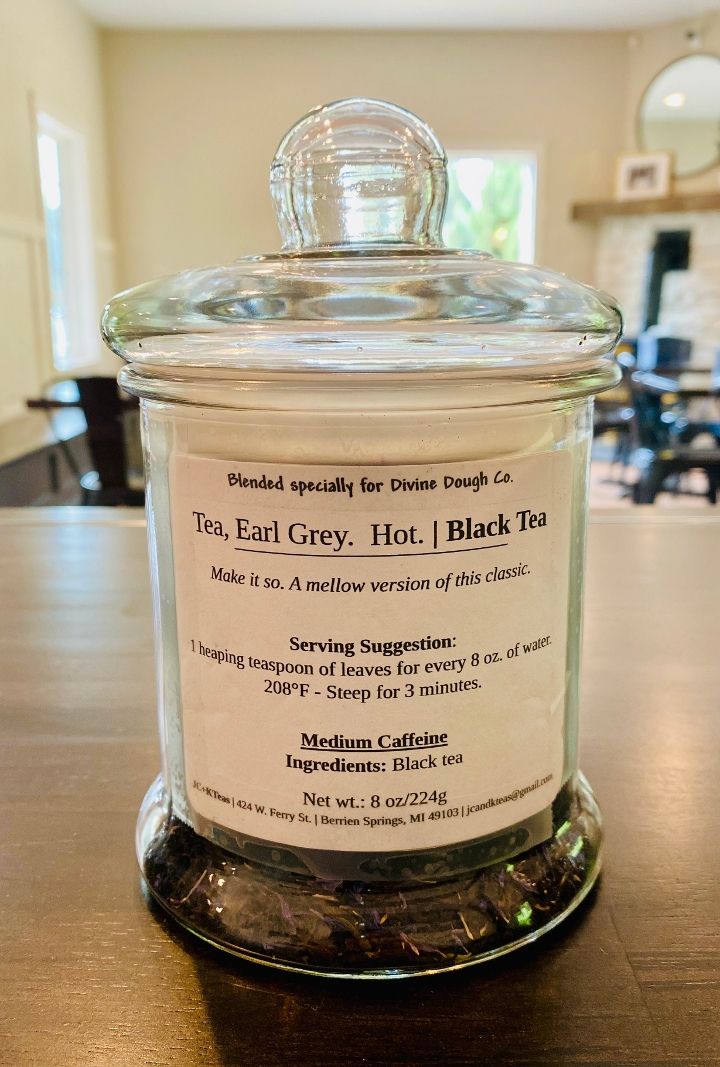 Blended specially for Divine Dough Co.
Tea, Earl Grey. Hot. | Black Tea
Make it so. A mellow version of this classic.
Serving Suggestion:
1 heaping teaspoon of leaves for every 8 oz. of water.
208°F - Steep for 3 minutes.
Medium Caffeine
Ingredients: Black tea
Net wt.: 8 oz/224g
JC+KTeas | 424 W. Ferry St. | Berrien Springs, MI 49103 | jcandkteas@gmail.com